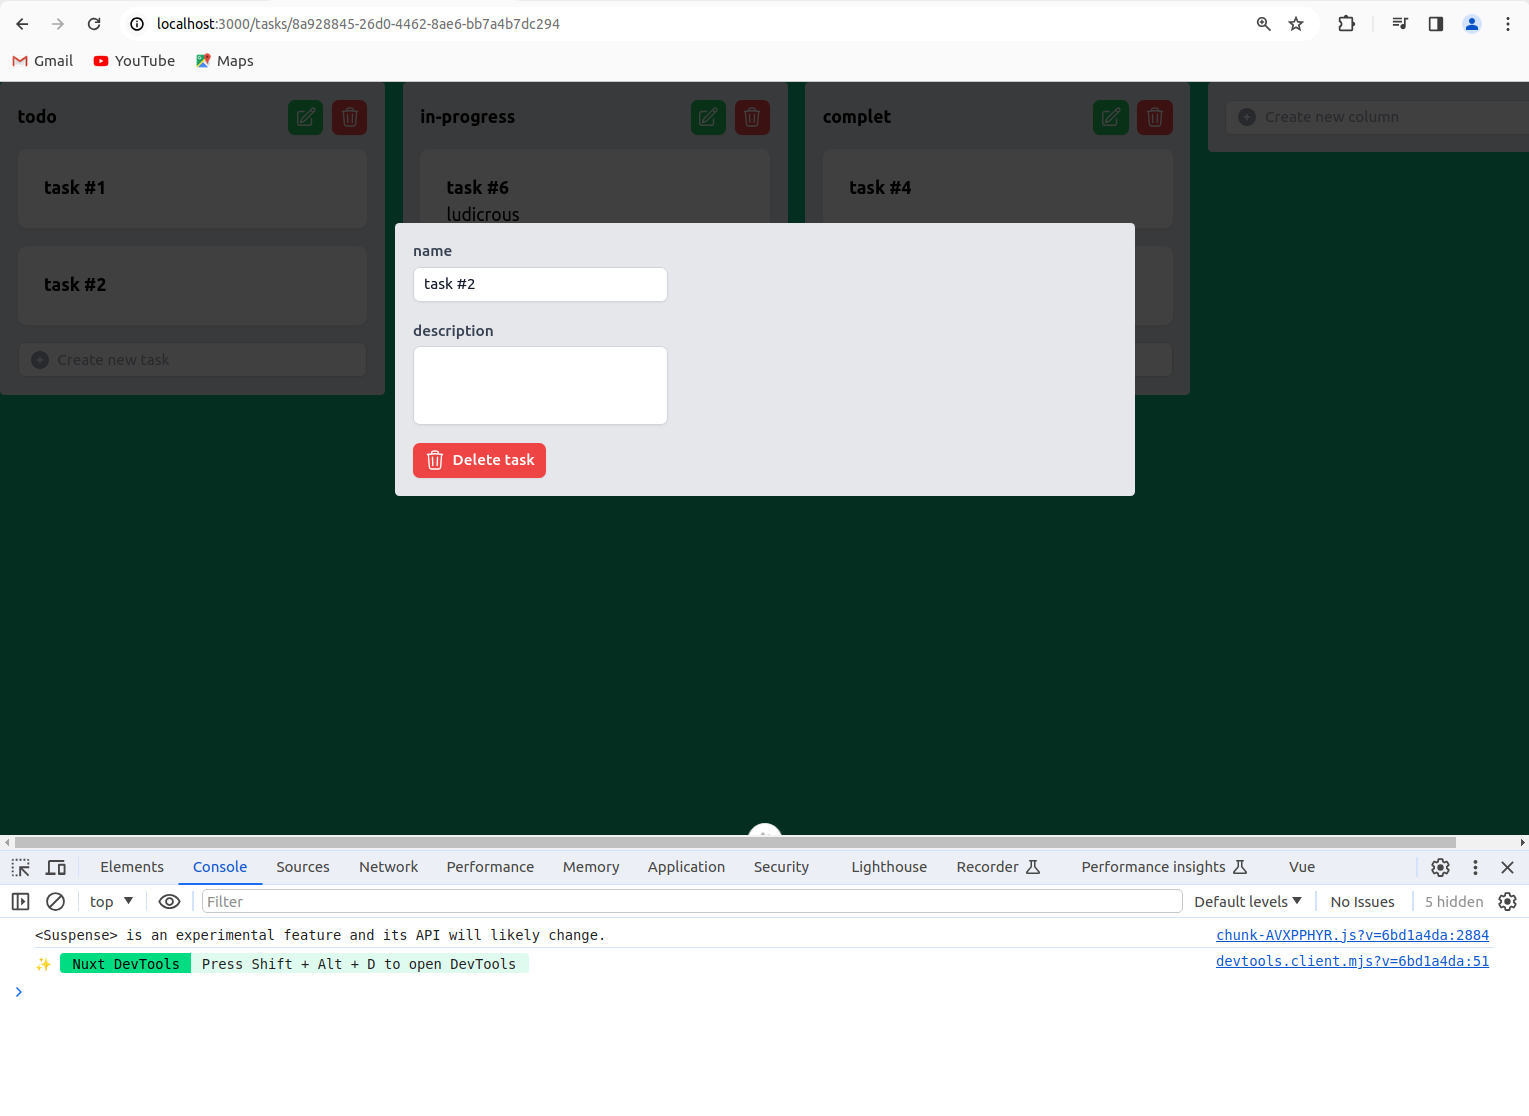 localhost:3000/tasks/8a928845-26d0-4462-8ae6-bb7a4b7dc294
Gmail YouTube Maps
todo
in-progress
complet
Create new column
task #1
task #6
ludicrous
task #4
task #2
Create new task
name
task #2
description
Delete task
Elements Console Sources Network Performance Memory Application Security Lighthouse Recorder Performance insights Vue
top Filter Default levels No Issues 5 hidden
<Suspense> is an experimental feature and its API will likely change. chunk-AVXPPHYR.js?v=6bd1a4da:2884
✨ Nuxt DevTools Press Shift + Alt + D to open DevTools devtools.client.mjs?v=6bd1a4da:51